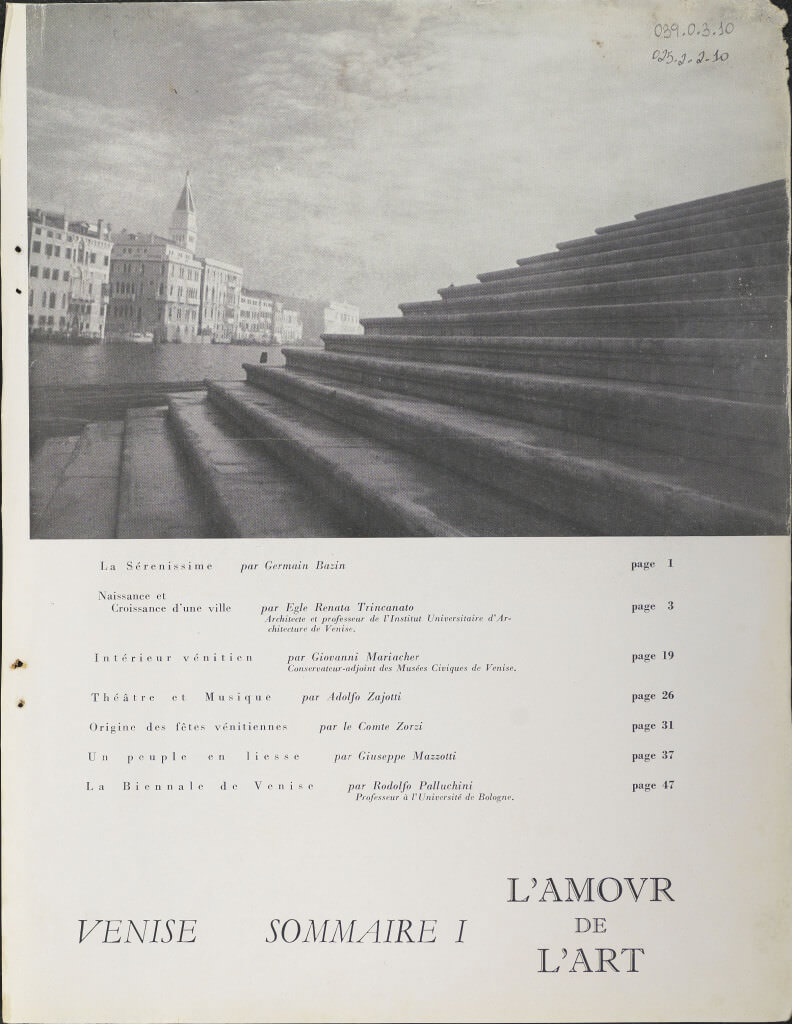 039.0.3.10
025.2.2.10
La Sérenissime par Germain Bazin page 1
Naissance et
Croissance d'une ville par Egle Renata Trincanato page 3
Architecte et professeur de l'Institut Universitaire d'Ar-
chitecture de Venise.
Intérieur vénitien par Giovanni Mariacher page 19
Conservateur-adjoint des Musées Civiques de Venise.
Théâtre et Musique par Adolfo Zajotti page 26
Origine des fêtes vénitiennes par le Comte Zorzi page 31
Un peuple en liesse par Giuseppe Mazzotti page 37
La Biennale de Venise par Rodolfo Palluchini page 47
Professeur à l'Université de Bologne.
L'AMOVR
DE
L'ART
VENISE SOMMAIRE I